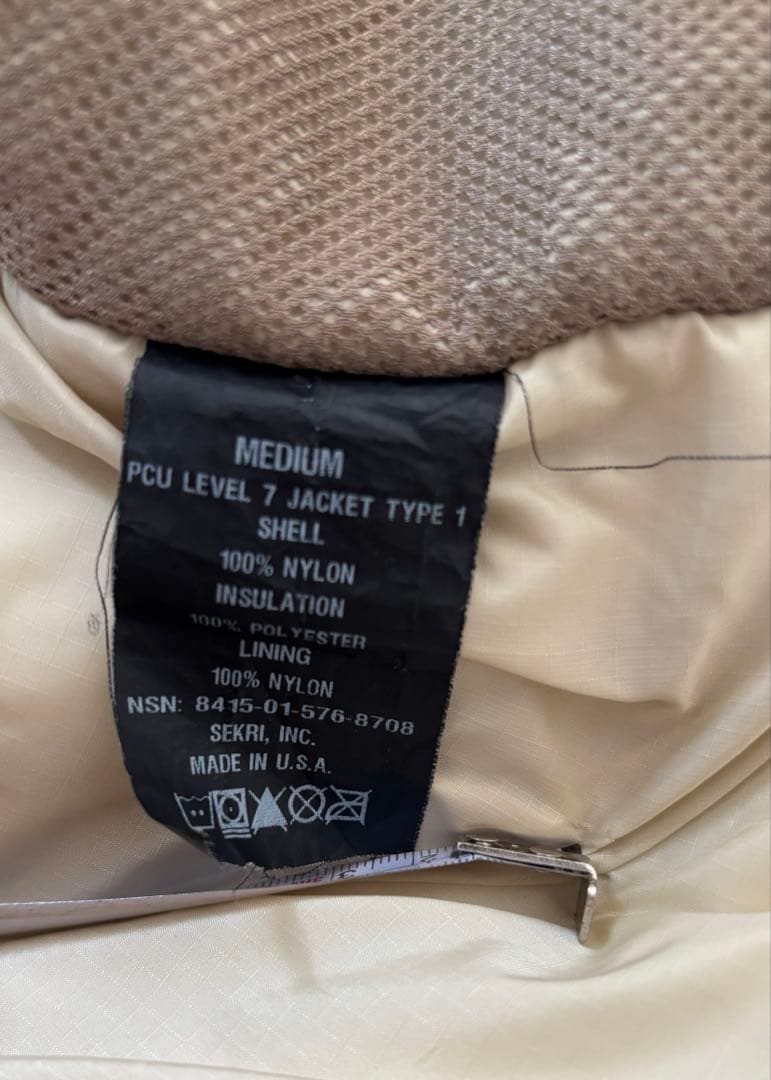 MEDIUM
PCU LEVEL 7 JACKET TYPE 1
SHELL
100% NYLON
INSULATION
100% POLYESTER
LINING
100% NYLON
NSN: 8415-01-576-8708
SEKRI, INC.
MADE IN U.S.A.